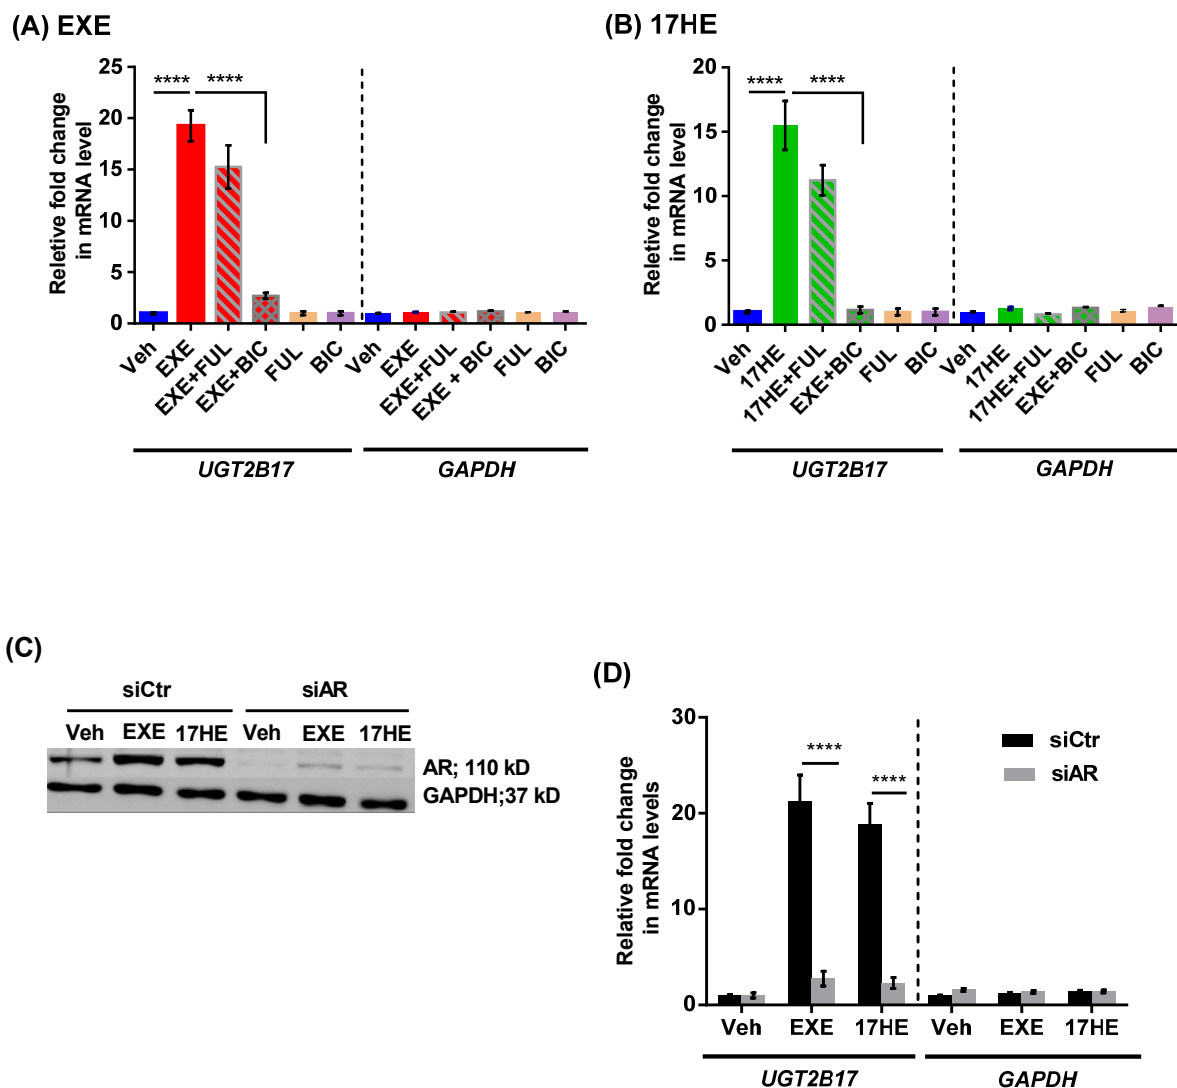 (A) EXE
Reletive fold change
in mRNA level
25
20
15
10
5
0
**** ****
Veh EXE EXE+FUL EXE+BIC FUL BIC Veh EXE EXE+FUL EXE + BIC FUL BIC
UGT2B17 GAPDH
(B) 17HE
Reletive fold change
in mRNA level
20
15
10
5
0
**** ****
Veh 17HE 17HE+FUL EXE+BIC FUL BIC Veh 17HE 17HE+FUL EXE+BIC FUL BIC
UGT2B17 GAPDH
(C)
siCtr siAR
Veh EXE 17HE Veh EXE 17HE
AR; 110 kD
GAPDH;37 kD
(D)
Relative fold change
in mRNA levels
30
20
10
0
****
****
siCtr
siAR
Veh EXE 17HE Veh EXE 17HE
UGT2B17 GAPDH